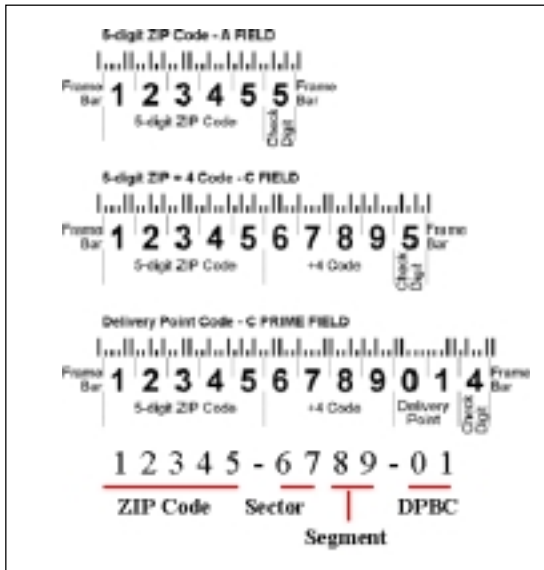 5-digit ZIP Code - A FIELD
Frame Bar 1 2 3 4 5 5 Frame Bar
5-digit ZIP Code Check Digit
5-digit ZIP + 4 Code - C FIELD
Frame Bar 1 2 3 4 5 6 7 8 9 5 Frame Bar
5-digit ZIP Code +4 Code Check Digit
Delivery Point Code - C PRIME FIELD
Frame Bar 1 2 3 4 5 6 7 8 9 0 1 4 Frame Bar
5-digit ZIP Code +4 Code Delivery Point Check Digit
1 2 3 4 5 - 6 7 8 9 - 0 1
ZIP Code Sector DPBC
Segment